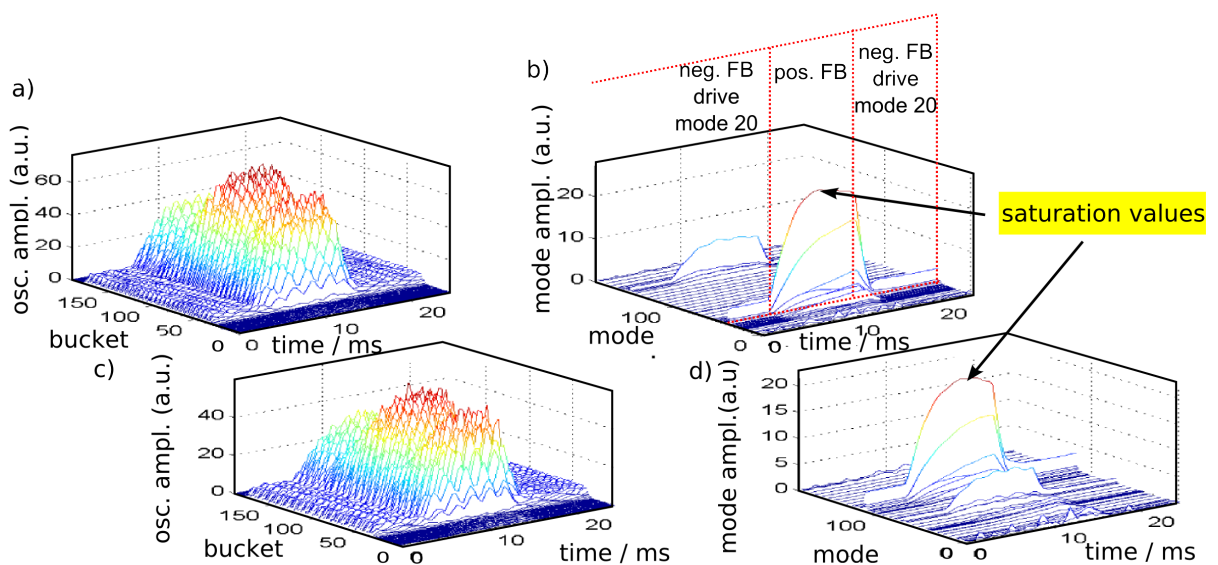 a)
osc. ampl. (a.u.)
60
40
20
0
150
100
50
0
bucket
0
10
20
time / ms
b)
neg. FB
drive
mode 20
pos. FB
neg. FB
drive
mode 20
mode ampl. (a.u.)
20
10
0
100
0
mode
0
10
20
time / ms
saturation values
c)
osc. ampl. (a.u.)
40
20
0
150
100
50
0
bucket
0
10
20
time / ms
d)
mode ampl.(a.u)
20
15
10
5
0
100
0
mode
0
10
20
time / ms